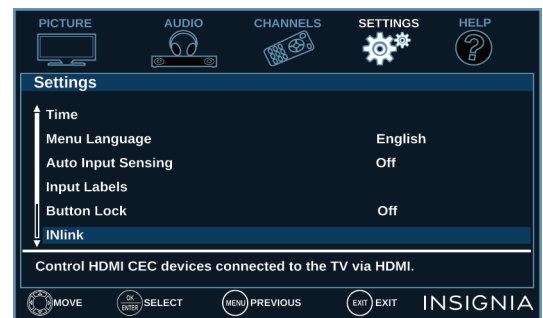 PICTURE AUDIO CHANNELS SETTINGS HELP
Settings
Time
Menu Language English
Auto Input Sensing Off
Input Labels
Button Lock Off
INlink
Control HDMI CEC devices connected to the TV via HDMI.
MOVE OK ENTER SELECT MENU PREVIOUS EXIT EXIT INSIGNIA